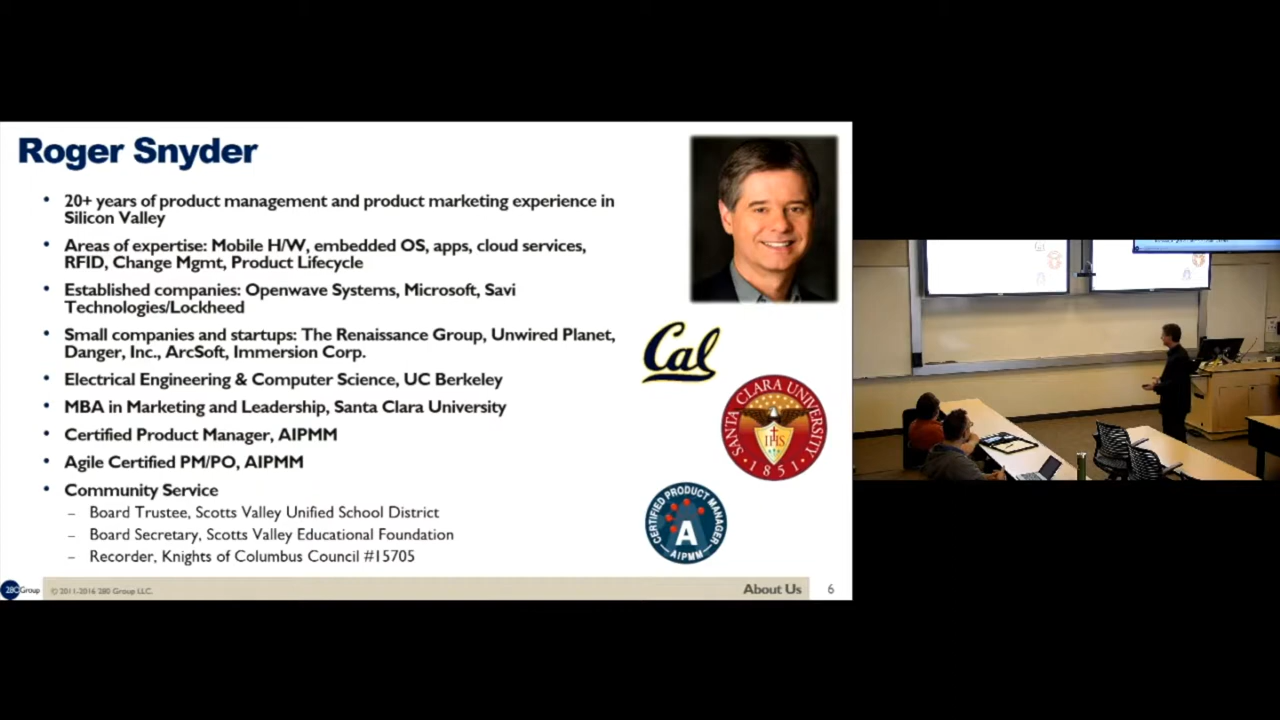 Roger Snyder
• 20+ years of product management and product marketing experience in
Silicon Valley
• Areas of expertise: Mobile H/W, embedded OS, apps, cloud services,
RFID, Change Mgmt, Product Lifecycle
• Established companies: Openwave Systems, Microsoft, Savi
Technologies/Lockheed
• Small companies and startups: The Renaissance Group, Unwired Planet,
Danger, Inc., ArcSoft, Immersion Corp.
• Electrical Engineering & Computer Science, UC Berkeley
• MBA in Marketing and Leadership, Santa Clara University
• Certified Product Manager, AIPMM
• Agile Certified PM/PO, AIPMM
• Community Service
– Board Trustee, Scotts Valley Unified School District
– Board Secretary, Scotts Valley Educational Foundation
– Recorder, Knights of Columbus Council #15705
Cal
SANTA CLARA UNIVERSITY
IHS
1851
CERTIFIED PRODUCT MANAGER
A
AIPMM
280 Group
© 2011-2016 280 Group LLC.
About Us
6